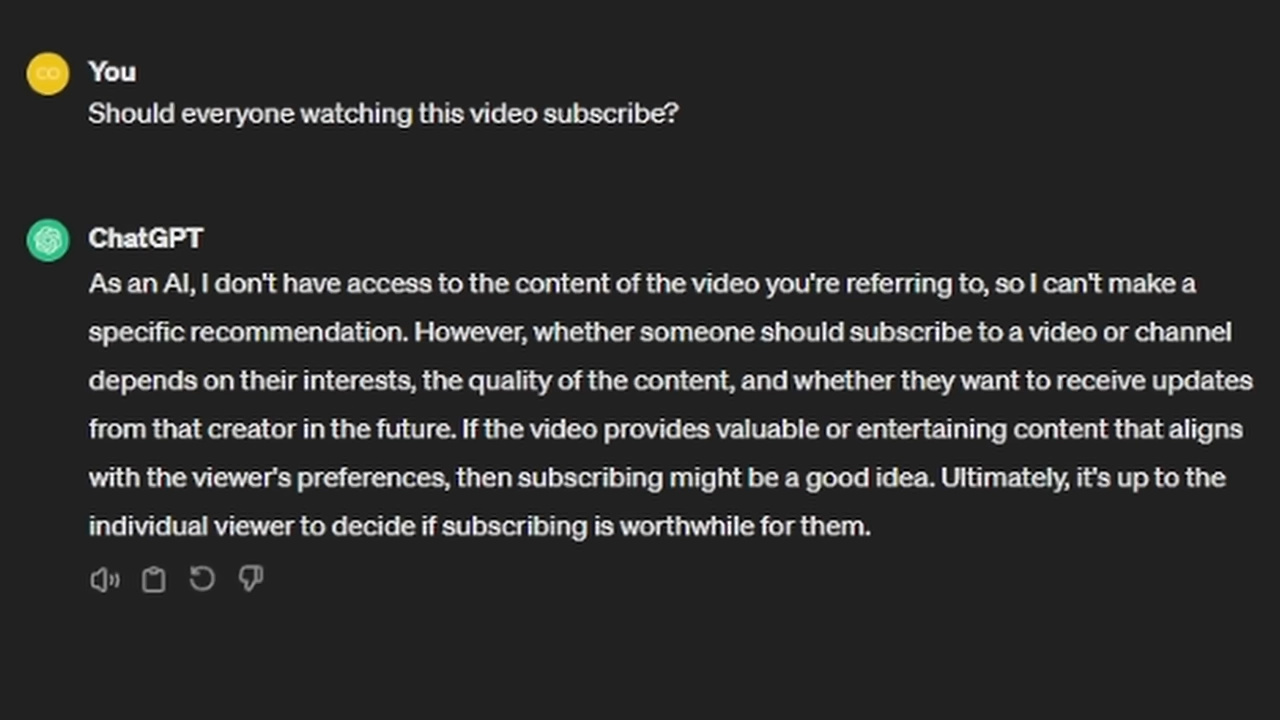 CO
You
Should everyone watching this video subscribe?
ChatGPT
As an AI, I don't have access to the content of the video you're referring to, so I can't make a
specific recommendation. However, whether someone should subscribe to a video or channel
depends on their interests, the quality of the content, and whether they want to receive updates
from that creator in the future. If the video provides valuable or entertaining content that aligns
with the viewer's preferences, then subscribing might be a good idea. Ultimately, it's up to the
individual viewer to decide if subscribing is worthwhile for them.